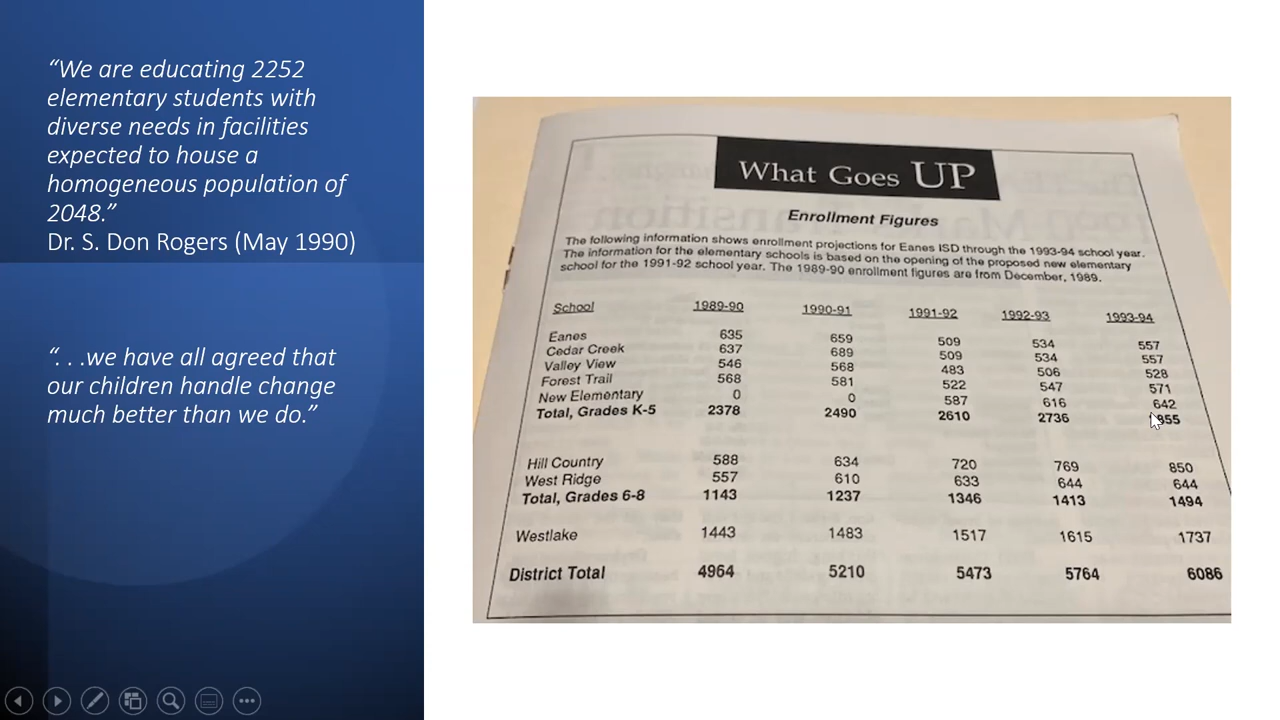 “We are educating 2252
elementary students with
diverse needs in facilities
expected to house a
homogeneous population of
2048.”
Dr. S. Don Rogers (May 1990)
“. . .we have all agreed that
our children handle change
much better than we do.”
What Goes UP
Enrollment Figures
The following information shows enrollment projections for Eanes ISD through the 1993-94 school year.
The information for the elementary schools is based on the opening of the proposed new elementary
school for the 1991-92 school year. The 1989-90 enrollment figures are from December, 1989.
School 1989-90 1990-91 1991-92 1992-93 1993-94
Eanes 635 659 509 534 557
Cedar Creek 637 689 509 534 557
Valley View 546 568 483 506 528
Forest Trail 568 581 522 547 571
New Elementary 0 0 587 616 642
Total, Grades K-5 2378 2490 2610 2736
Hill Country 588 634 720 769 850
West Ridge 557 610 633 644 644
Total, Grades 6-8 1143 1237 1346 1413 1494
Westlake 1443 1483 1517 1615 1737
District Total 4964 5210 5473 5764 6086